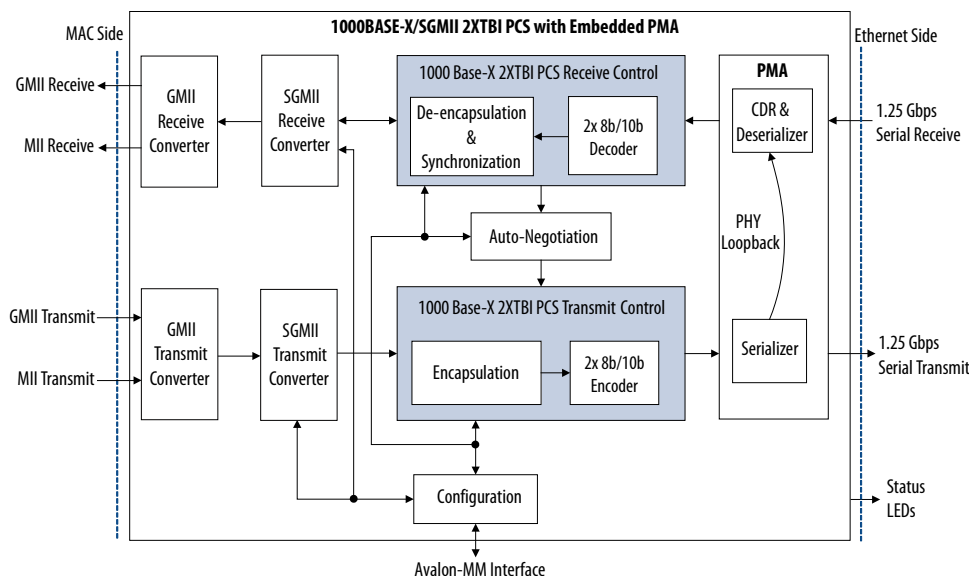 1000BASE-X/SGMII 2XTBI PCS with Embedded PMA
MAC Side
Ethernet Side
GMII Receive
MII Receive
GMII
Receive
Converter
SGMII
Receive
Converter
1000 Base-X 2XTBI PCS Receive Control
De-encapsulation
&
Synchronization
2x 8b/10b
Decoder
PMA
CDR &
Deserializer
1.25 Gbps
Serial Receive
Auto-Negotiation
PHY
Loopback
GMII Transmit
MII Transmit
GMII
Transmit
Converter
SGMII
Transmit
Converter
1000 Base-X 2XTBI PCS Transmit Control
Encapsulation
2x 8b/10b
Encoder
Serializer
1.25 Gbps
Serial Transmit
Configuration
Status
LEDs
Avalon-MM Interface